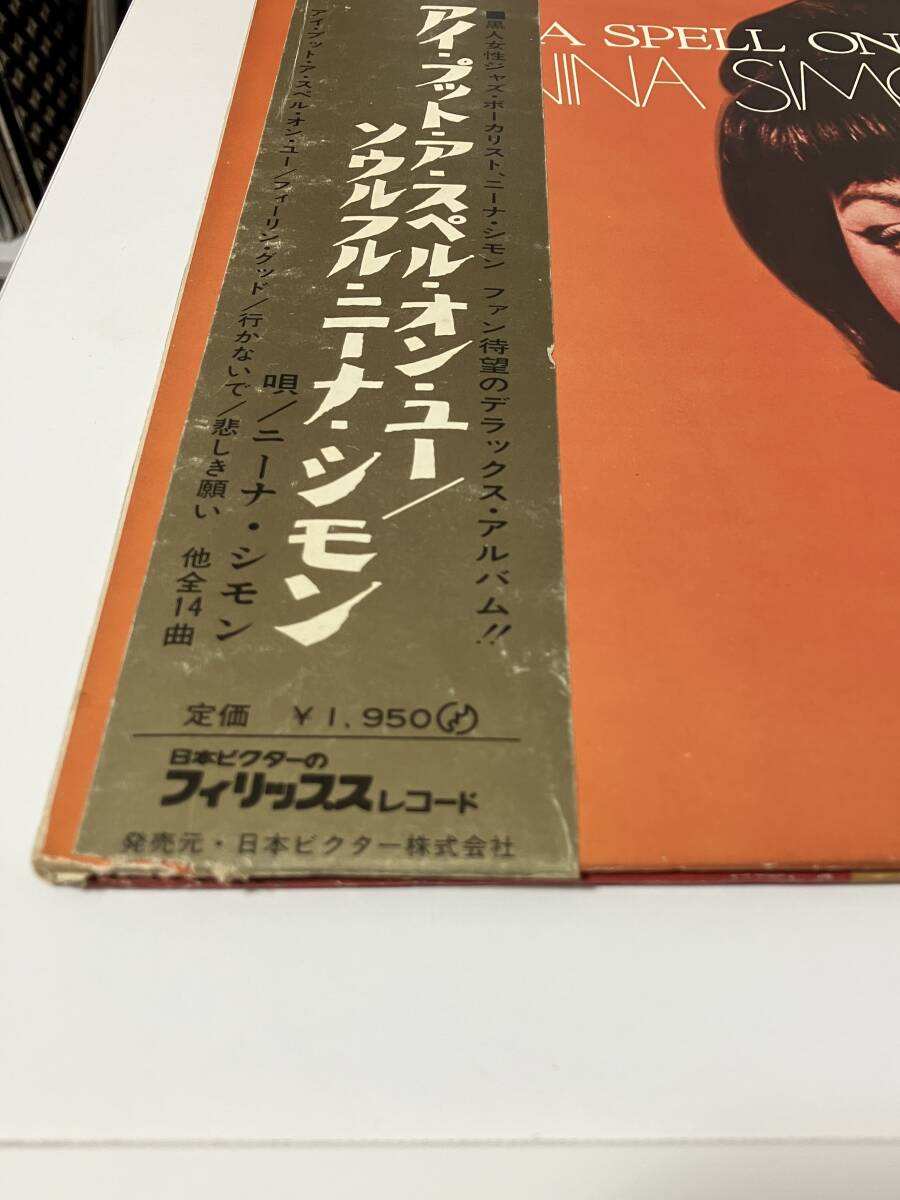 A SPELL ON
NINA SIMO
■黒人女性ジャズ・ボーカリスト、ニーナ・シモン ファン待望のデラックス・アルバム!!
アイ・プット・ア・スペル・オン・ユー/
ソウルフル・ニーナ・シモン
唄/ニーナ・シモン
アイ・プット・ア・スペル・オン・ユー/フィーリン・グッド/行かないで/悲しき願い 他全14曲
定価 ¥1,950
日本ビクターの
フィリップスレコード
発売元・日本ビクター株式会社